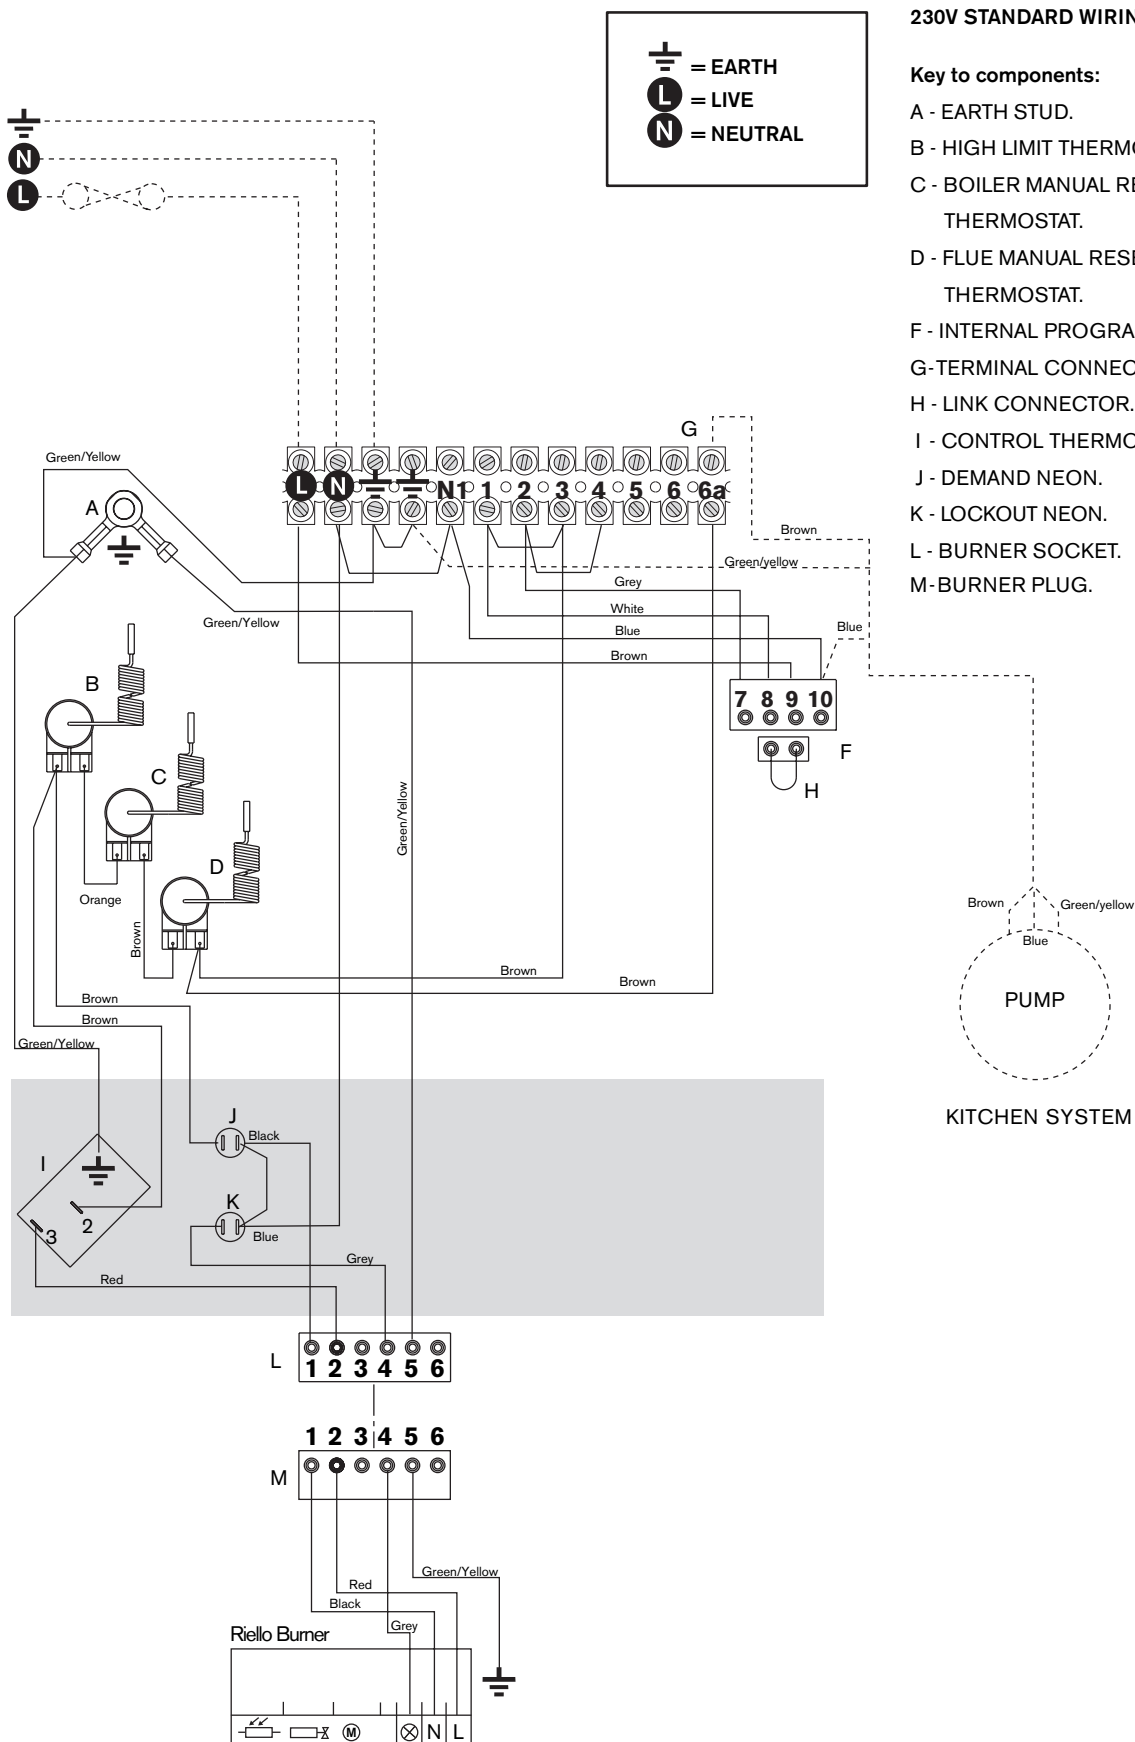 230V STANDARD WIRIN
= EARTH
L = LIVE
N = NEUTRAL
Key to components:
A - EARTH STUD.
B - HIGH LIMIT THERMO
C - BOILER MANUAL RE
THERMOSTAT.
D - FLUE MANUAL RESE
THERMOSTAT.
F - INTERNAL PROGRA
G-TERMINAL CONNEC
H - LINK CONNECTOR.
I - CONTROL THERMO
J - DEMAND NEON.
K - LOCKOUT NEON.
L - BURNER SOCKET.
M-BURNER PLUG.
N
L
G
Green/Yellow
A
L N N1 1 2 3 4 5 6 6a
Brown
Green/yellow
Grey
White
Green/Yellow
Blue
Blue
Brown
B
7 8 9 10
F
C
H
Green/Yellow
D
Orange
Brown
Brown
Green/yellow
Blue
Brown
Brown
PUMP
Brown
Brown
Green/Yellow
KITCHEN SYSTEM
J
Black
I
K
2
3
Blue
Grey
Red
L
1 2 3 4 5 6
1 2 3 4 5 6
M
Green/Yellow
Red
Black
Grey
Riello Burner
M N L